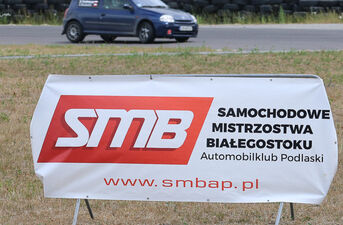 SMB
SAMOCHODOWE
MISTRZOSTWA
BIAŁEGOSTOKU
Automobilklub Podlaski
www.smbap.pl